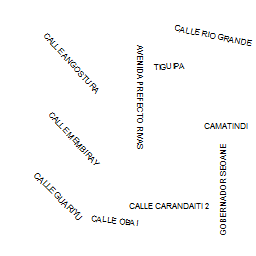 CALLE RIO GRANDE
CALLE ANGOSTURA
AVENIDA PREFECTO RIVAS
TIGUIPA
CAMATINDI
CALLE MEMBIRAY
GOBERNADOR SEOANE
CALLE GUARIYU
CALLE CARANDAITI 2
CALLE OBAI